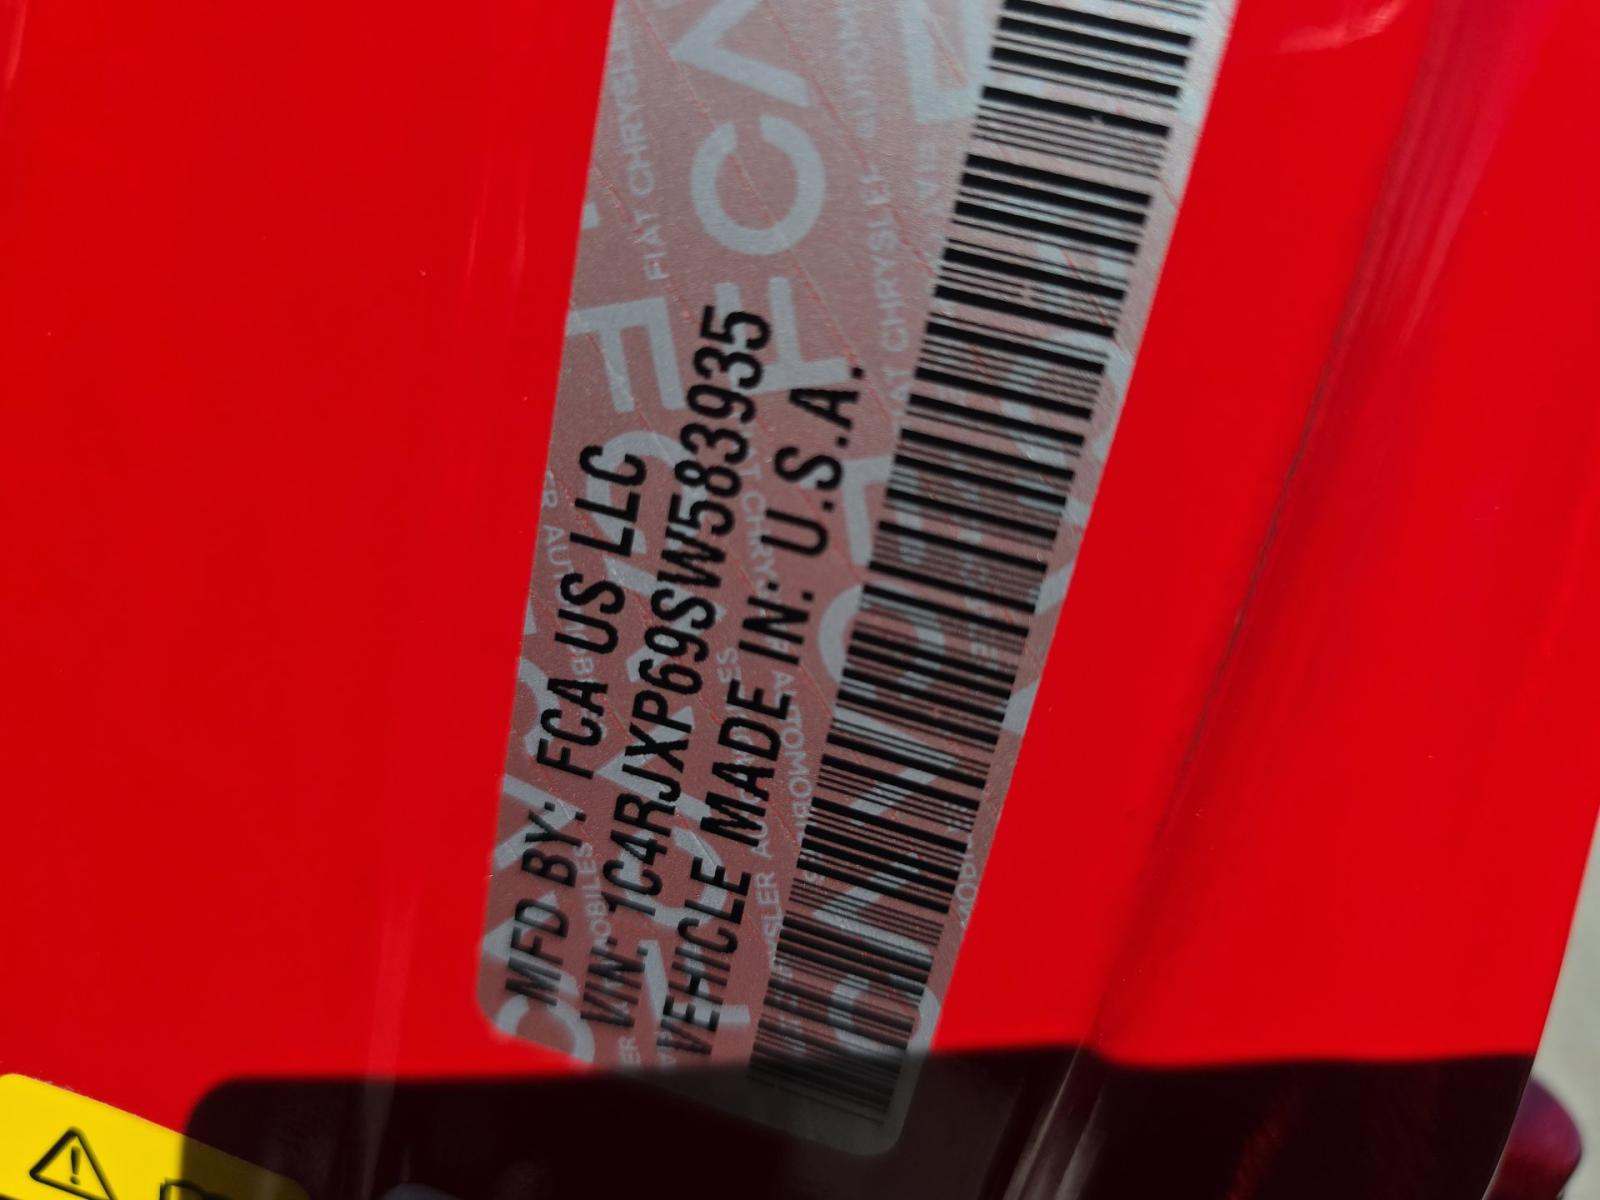 MFD BY: FCA US LLC
VIN: 1C4RJXP69SW583935
VEHICLE MADE IN: U.S.A.